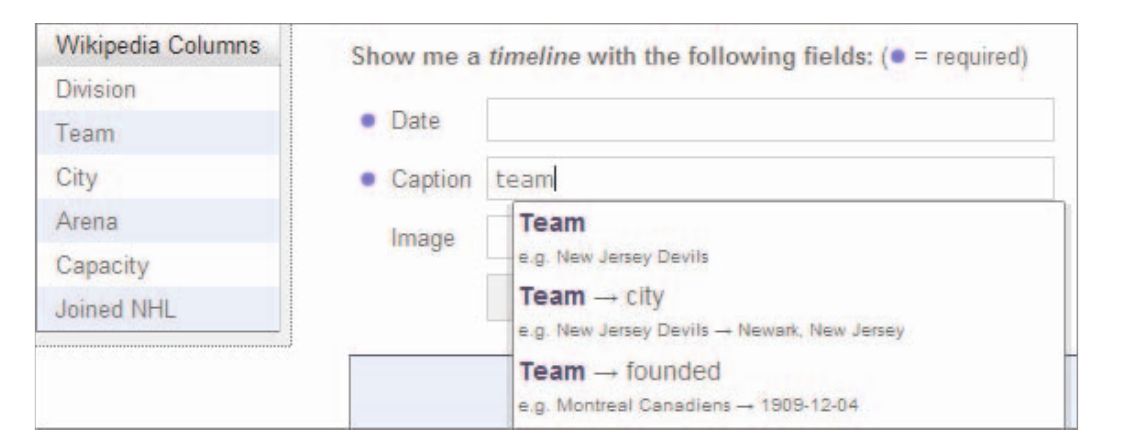 Wikipedia Columns
Division
Team
City
Arena
Capacity
Joined NHL
Show me a timeline with the following fields: (● = required)
● Date
● Caption team
Image
Team
e.g. New Jersey Devils
Team → city
e.g. New Jersey Devils → Newark, New Jersey
Team → founded
e.g. Montreal Canadiens → 1909-12-04